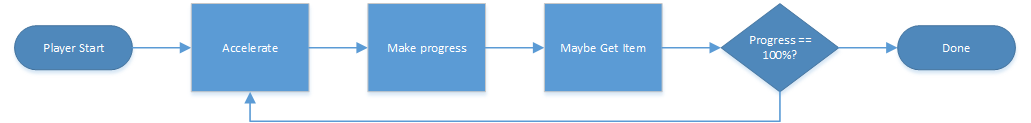 Player Start
Accelerate
Make progress
Maybe Get Item
Progress ==
100%?
Done